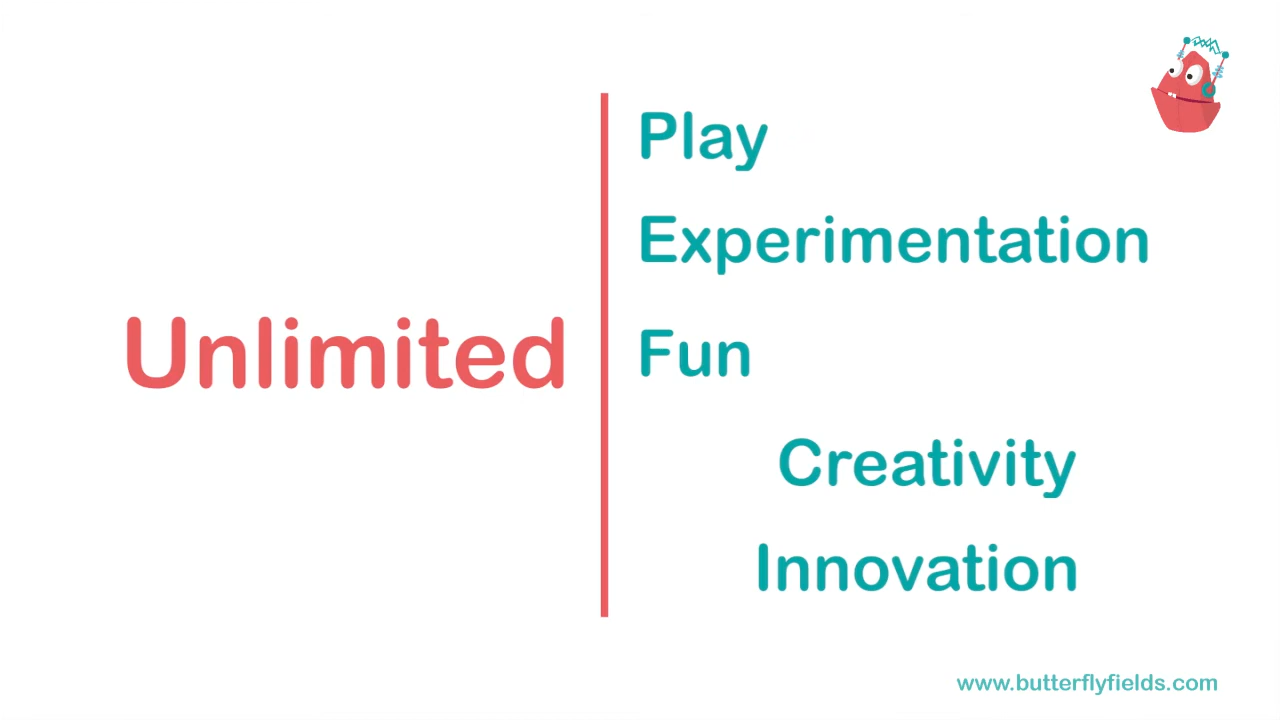 Unlimited
Play
Experimentation
Fun
Creativity
Innovation
www.butterflyfields.com